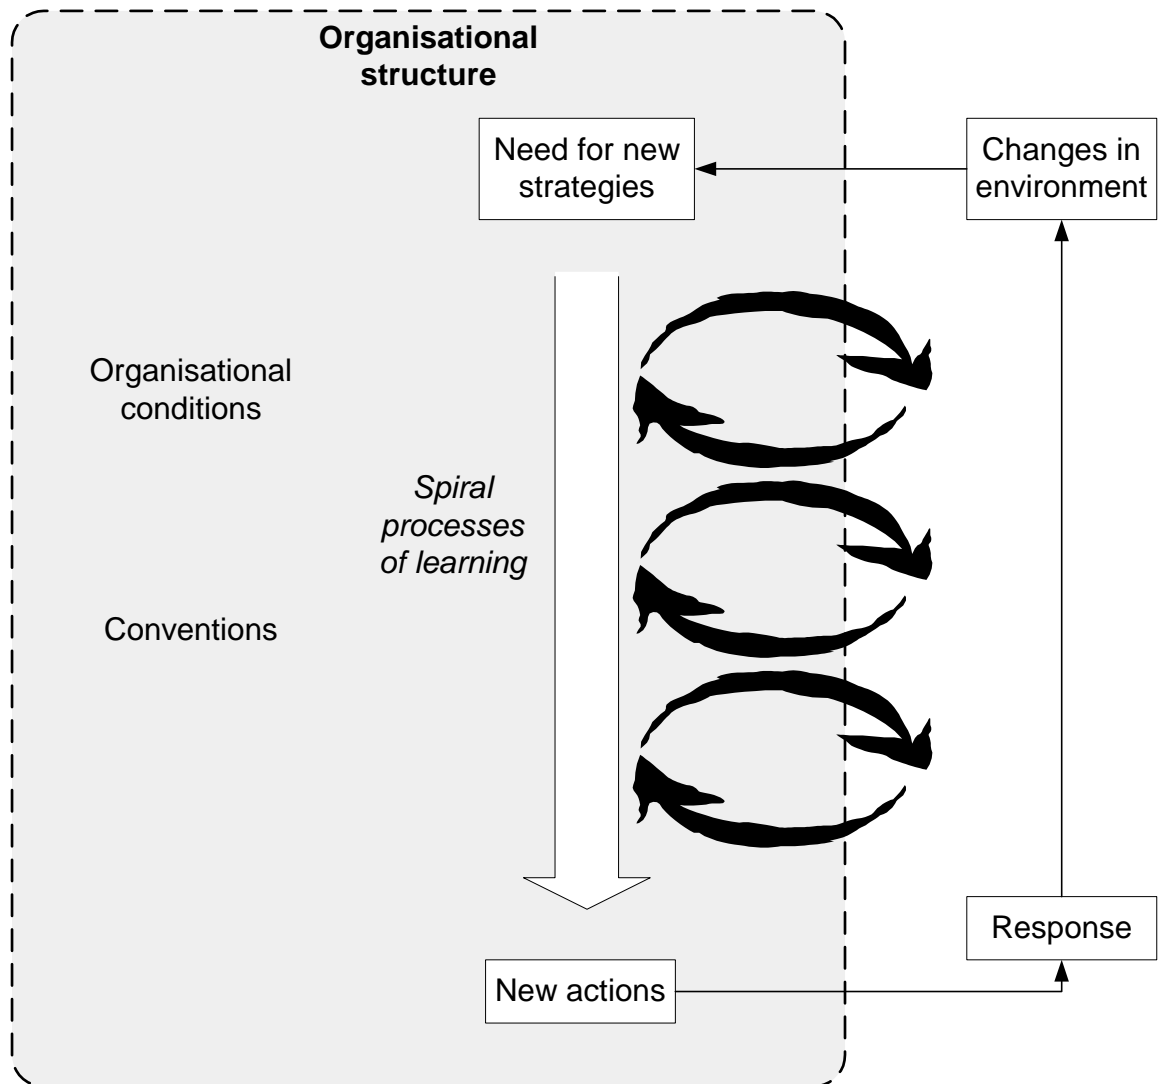 Organisational
structure
Need for new
strategies
Changes in
environment
Organisational
conditions
Spiral
processes
of learning
Conventions
Response
New actions